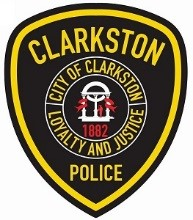 CLARKSTON
CITY OF CLARKSTON
1882
LOYALTY AND JUSTICE
POLICE